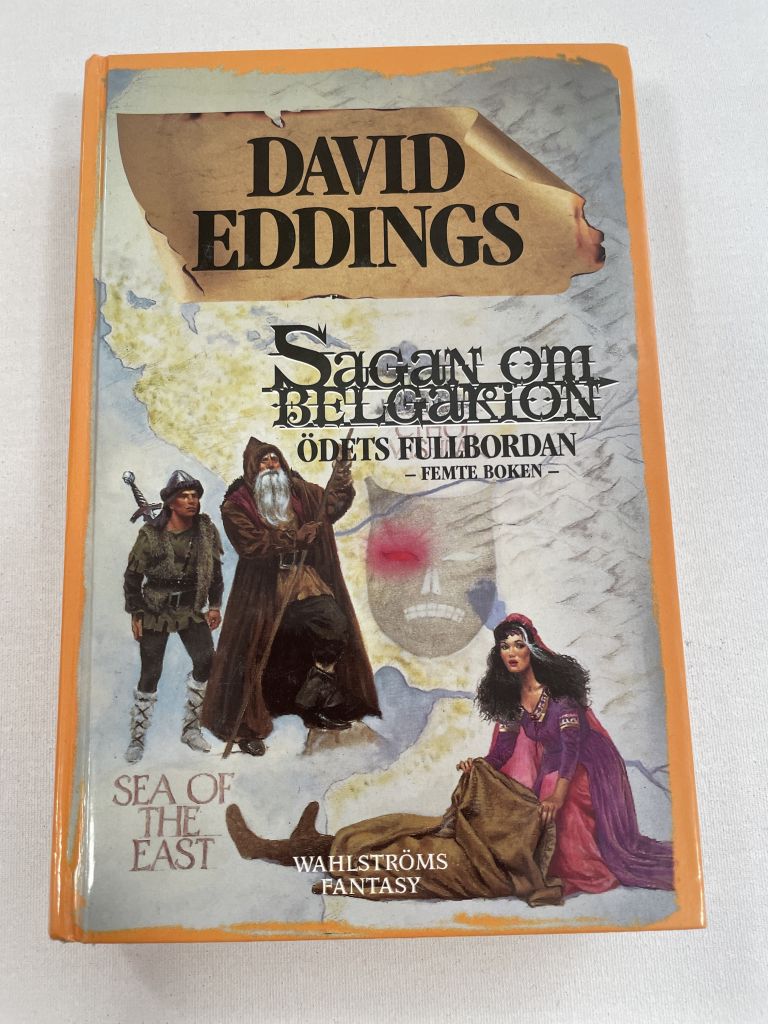 DAVID
EDDINGS
SAGAN OM
BELGARION
ÖDETS FULLBORDAN
– FEMTE BOKEN –
SEA OF
THE
EAST
WAHLSTRÖMS
FANTASY